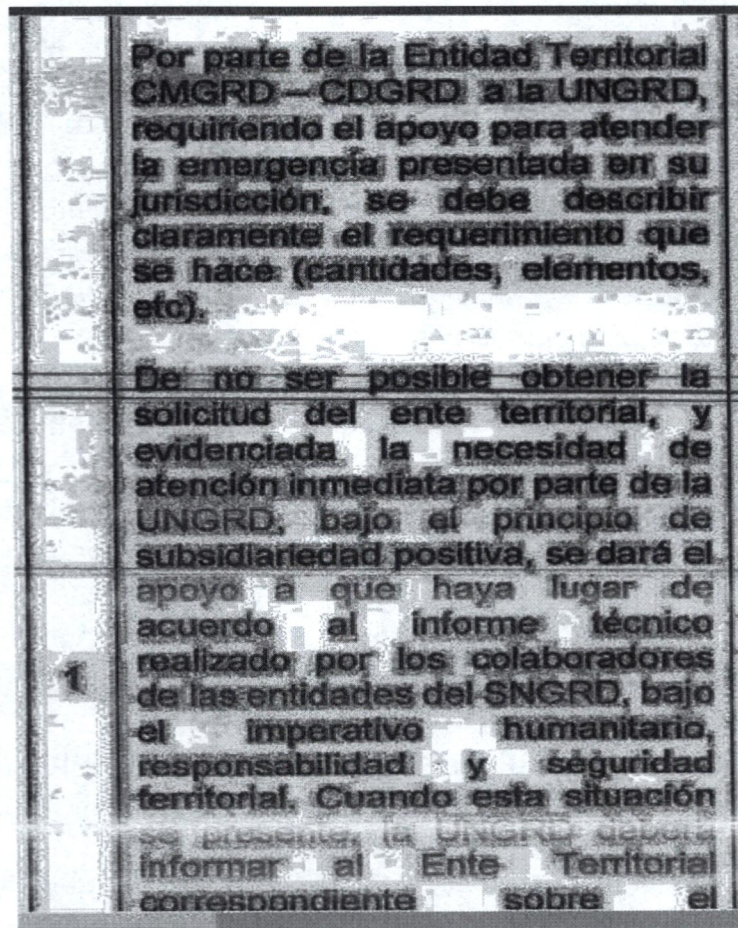 Por parte de la Entidad Territorial
CMGRD – CDGRD a la UNGRD,
requiriendo el apoyo para atender
la emergencia presentada en su
jurisdicción, se debe describir
claramente el requerimiento que
se hace (cantidades, elementos,
etc).
De no ser posible obtener la
solicitud del ente territorial, y
evidenciada la necesidad de
atención inmediata por parte de la
UNGRD, bajo el principio de
subsidiariedad positiva, se dará el
apoyo a que haya lugar de
acuerdo al informe técnico
1 realizado por los colaboradores
de las entidades del SNGRD, bajo
el imperativo humanitario,
responsabilidad y seguridad
territorial. Cuando esta situación
se presente, la UNGRD deberá
informar al Ente Territorial
correspondiente sobre el